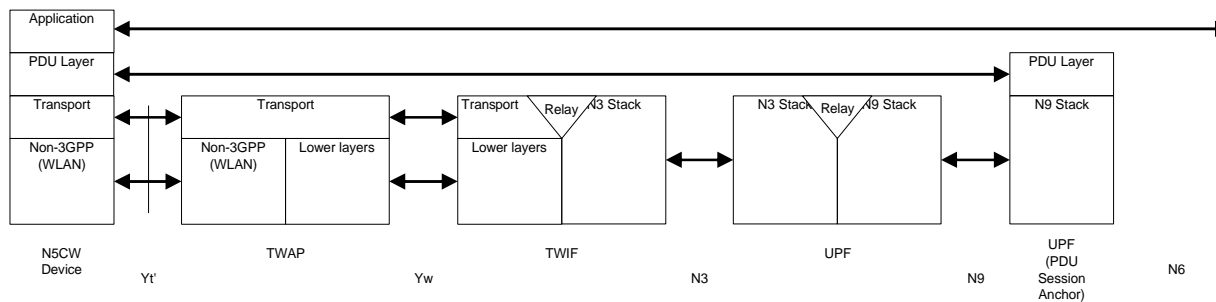 Application
PDU Layer
PDU Layer
Transport
Transport
Transport
Relay
N3 Stack
N3 Stack
Relay
N9 Stack
N9 Stack
Non-3GPP
(WLAN)
Non-3GPP
(WLAN)
Lower layers
Lower layers
N5CW
Device
TWAP
TWIF
UPF
UPF
(PDU
Session
Anchor)
Yt'
Yw
N3
N9
N6